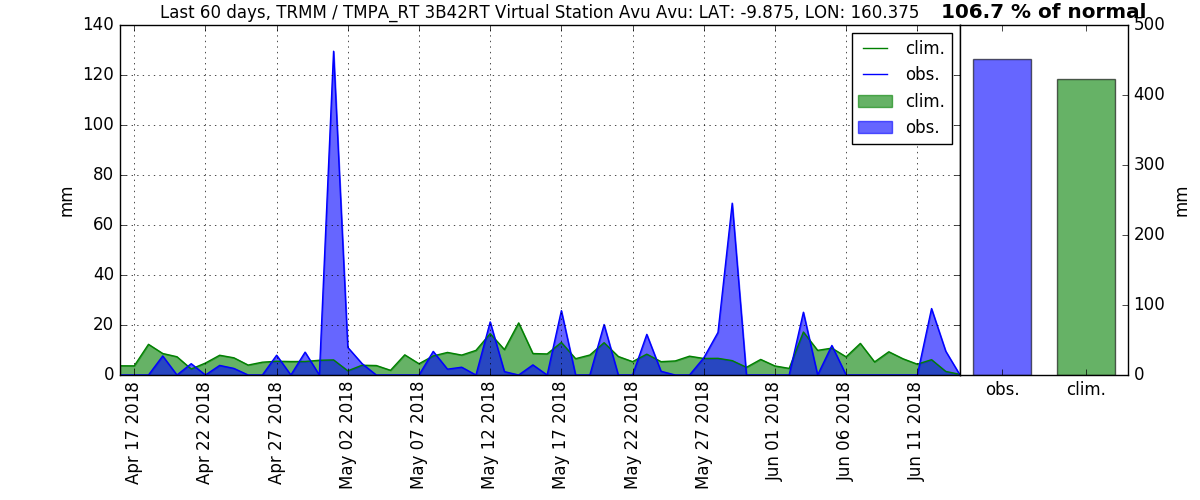 Last 60 days, TRMM / TMPA_RT 3B42RT Virtual Station Avu Avu: LAT: -9.875, LON: 160.375
106.7 % of normal
140
120
100
80
60
40
20
0
mm
clim.
obs.
clim.
obs.
500
400
300
200
100
0
mm
obs.
clim.
Apr 17 2018
Apr 22 2018
Apr 27 2018
May 02 2018
May 07 2018
May 12 2018
May 17 2018
May 22 2018
May 27 2018
Jun 01 2018
Jun 06 2018
Jun 11 2018